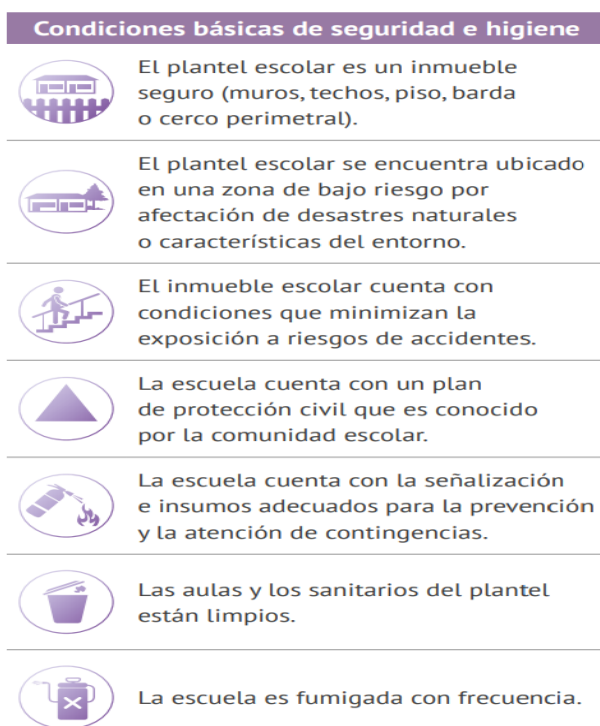 Condiciones básicas de seguridad e higiene
El plantel escolar es un inmueble
seguro (muros, techos, piso, barda
o cerco perimetral).
El plantel escolar se encuentra ubicado
en una zona de bajo riesgo por
afectación de desastres naturales
o características del entorno.
El inmueble escolar cuenta con
condiciones que minimizan la
exposición a riesgos de accidentes.
La escuela cuenta con un plan
de protección civil que es conocido
por la comunidad escolar.
La escuela cuenta con la señalización
e insumos adecuados para la prevención
y la atención de contingencias.
Las aulas y los sanitarios del plantel
están limpios.
La escuela es fumigada con frecuencia.